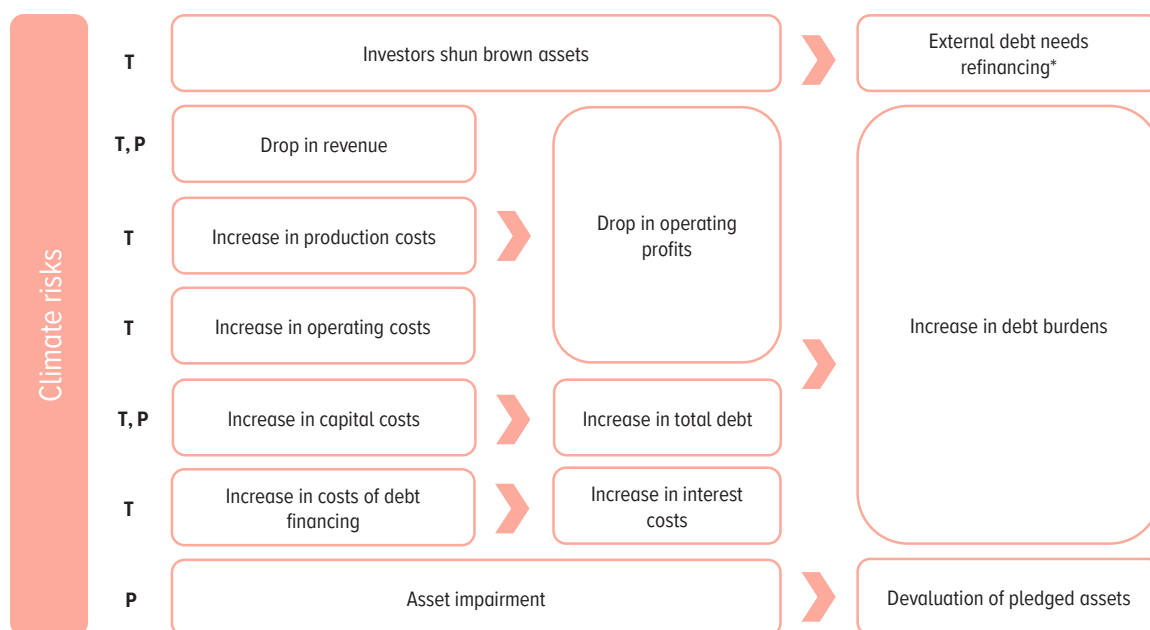 Climate risks
T
Investors shun brown assets
External debt needs
refinancing*
T, P
Drop in revenue
T
Increase in production costs
Drop in operating
profits
T
Increase in operating costs
Increase in debt burdens
T, P
Increase in capital costs
Increase in total debt
T
Increase in costs of debt
financing
Increase in interest
costs
P
Asset impairment
Devaluation of pledged assets